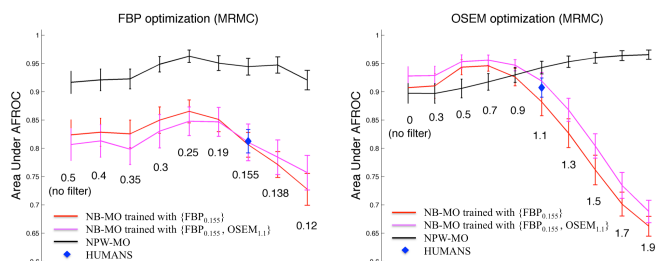 FBP optimization (MRMC)
Area Under AFROC
1
0.95
0.9
0.85
0.8
0.75
0.7
0.65
0.6
0.5
(no filter)
0.4
0.35
0.3
0.25
0.19
0.155
0.138
0.12
NB-MO trained with {FBP0.155}
NB-MO trained with {FBP0.155, OSEM1.1}
NPW-MO
HUMANS
OSEM optimization (MRMC)
Area Under AFROC
1
0.95
0.9
0.85
0.8
0.75
0.7
0.65
0.6
0
(no filter)
0.3
0.5
0.7
0.9
1.1
1.3
1.5
1.7
1.9
NB-MO trained with {FBP0.155}
NB-MO trained with {FBP0.155, OSEM1.1}
NPW-MO
HUMANS